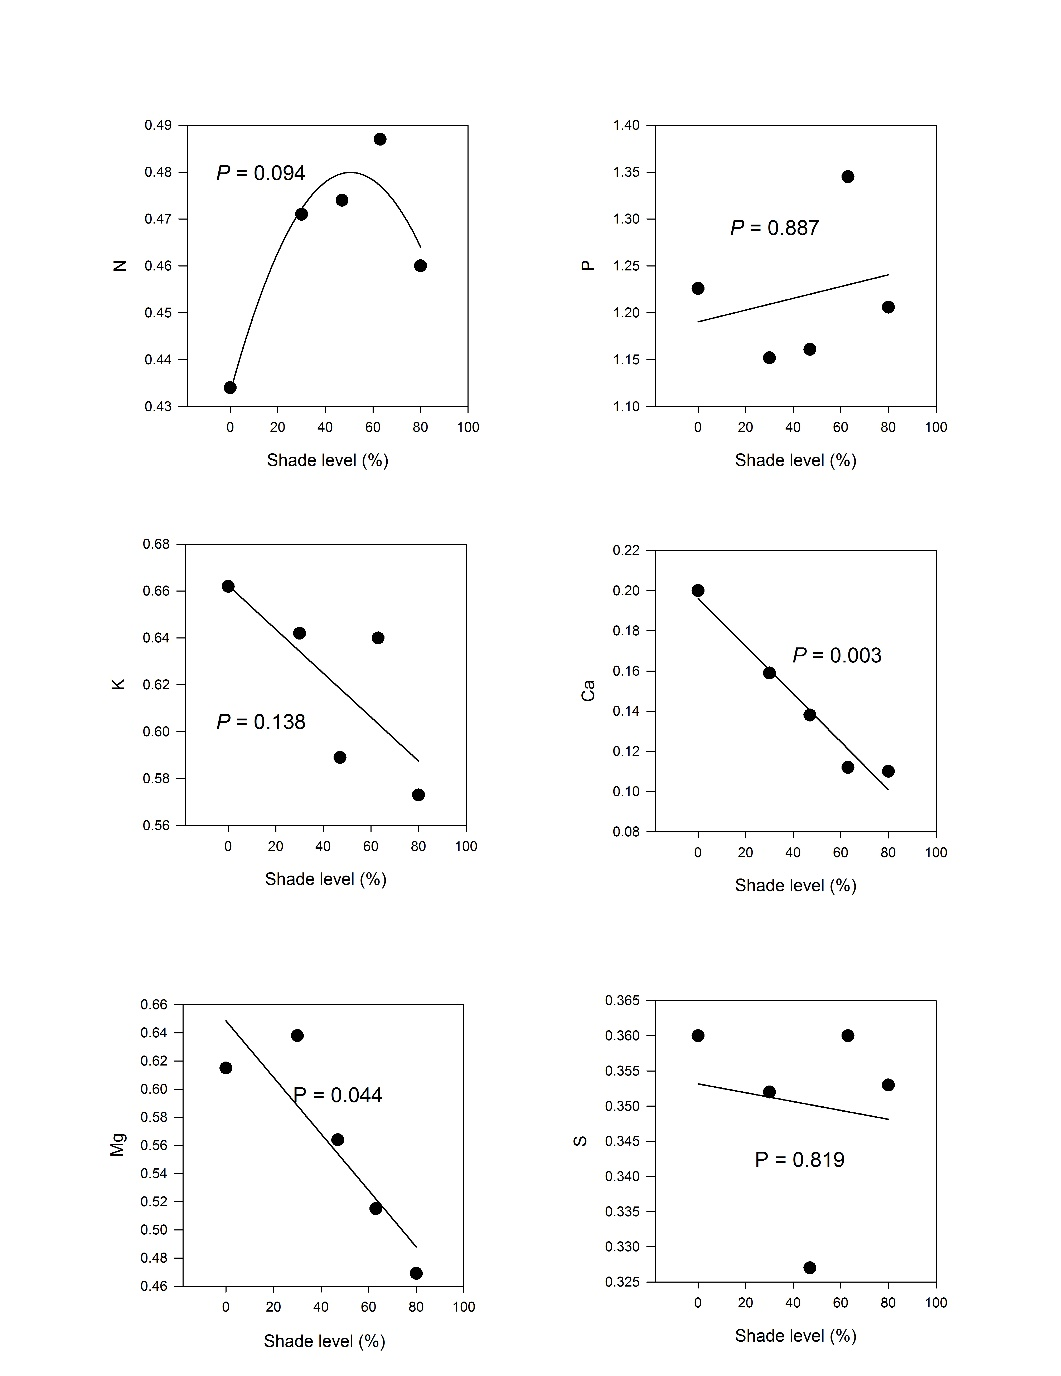 0.49
0.48
0.47
0.46
0.45
0.44
0.43
N
P = 0.094
0 20 40 60 80 100
Shade level (%)
1.40
1.35
1.30
1.25
1.20
1.15
1.10
P
P = 0.887
0 20 40 60 80 100
Shade level (%)
0.68
0.66
0.64
0.62
0.60
0.58
0.56
K
P = 0.138
0 20 40 60 80 100
Shade level (%)
0.22
0.20
0.18
0.16
0.14
0.12
0.10
0.08
Ca
P = 0.003
0 20 40 60 80 100
Shade level (%)
0.66
0.64
0.62
0.60
0.58
0.56
0.54
0.52
0.50
0.48
0.46
Mg
P = 0.044
0 20 40 60 80 100
Shade level (%)
0.365
0.360
0.355
0.350
0.345
0.340
0.335
0.330
0.325
S
P = 0.819
0 20 40 60 80 100
Shade level (%)